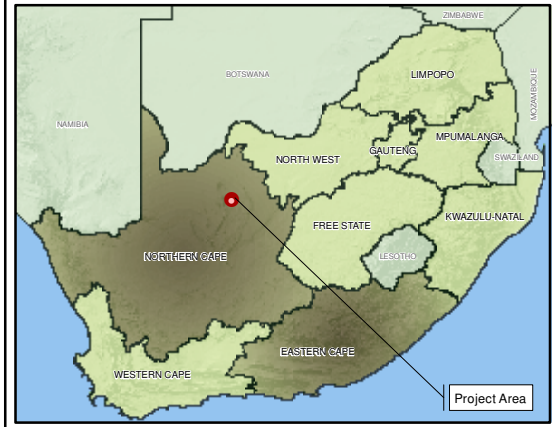 ZIMBABWE
BOTSWANA
LIMPOPO
MOZAMBIQUE
NAMIBIA
MPUMALANGA
GAUTENG
NORTH WEST
SWAZILAND
KWAZULU-NATAL
FREE STATE
LESOTHO
NORTHERN CAPE
EASTERN CAPE
WESTERN CAPE
Project Area